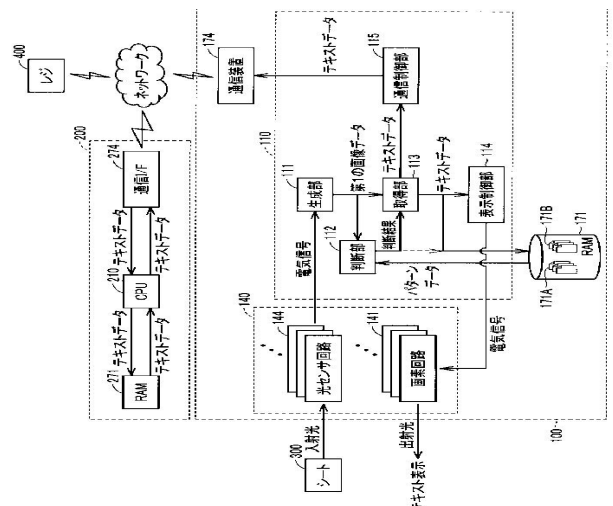 400
レジ
ネットワーク
200
274
通信I/F
テキストデータ
テキストデータ
210
CPU
テキストデータ
テキストデータ
271
RAM
174
通信装置
テキストデータ
115
通信制御部
110
111
生成部
第1の画像データ
テキストデータ
113
取得部
テキストデータ
114
表示制御部
112
判断部
判断結果
パターン
データ
171B
171A
171
RAM
電気信号
電気信号
140
144
光センサ回路
141
画素回路
入射光
出射光
300
シート
テキスト表示
100